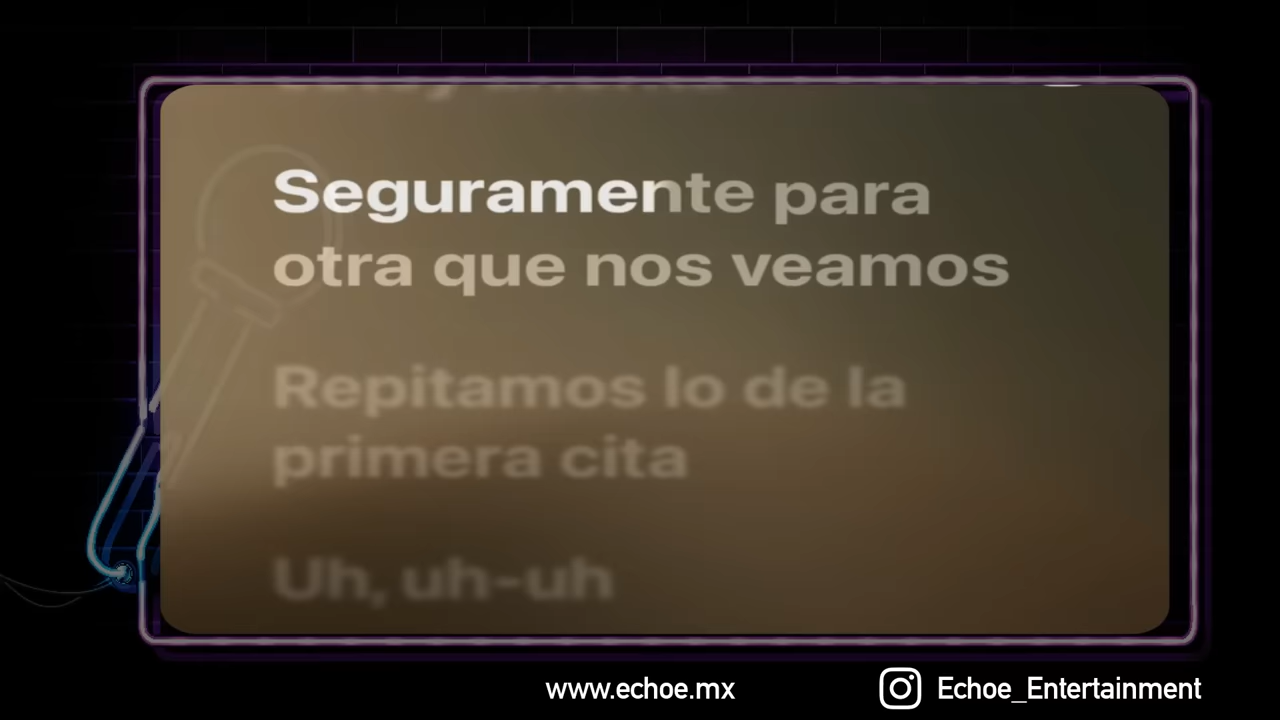 Seguramente para
otra que nos veamos
Repitamos lo de la
primera cita
Uh, uh-uh
www.echoe.mx
Echoe_Entertainment